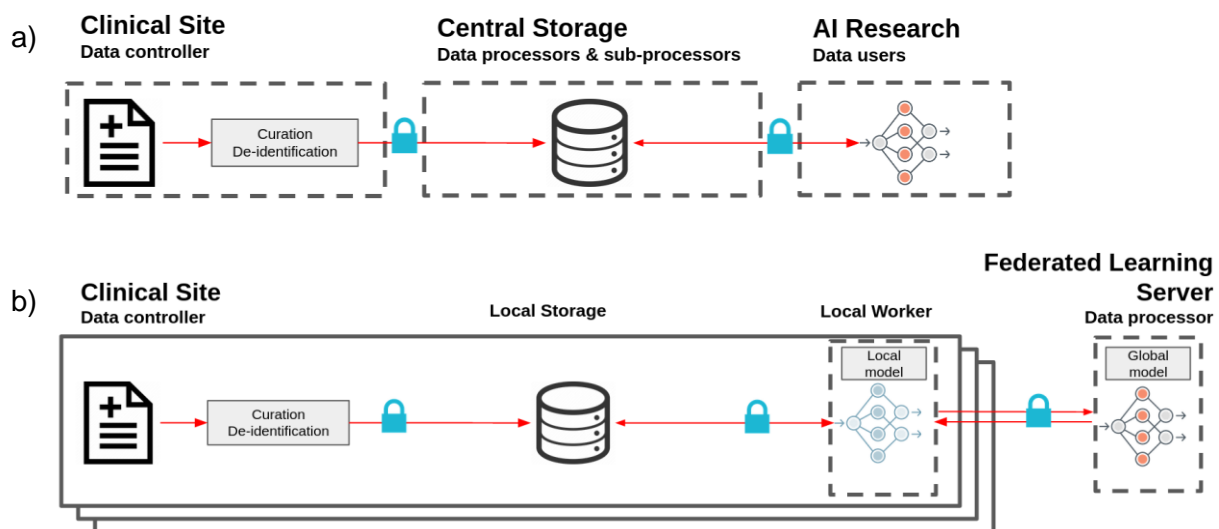 a)
Clinical Site
Data controller
Central Storage
Data processors & sub-processors
AI Research
Data users
Curation
De-identification
b)
Clinical Site
Data controller
Local Storage
Local Worker
Federated Learning
Server
Data processor
Local
model
Global
model
Curation
De-identification